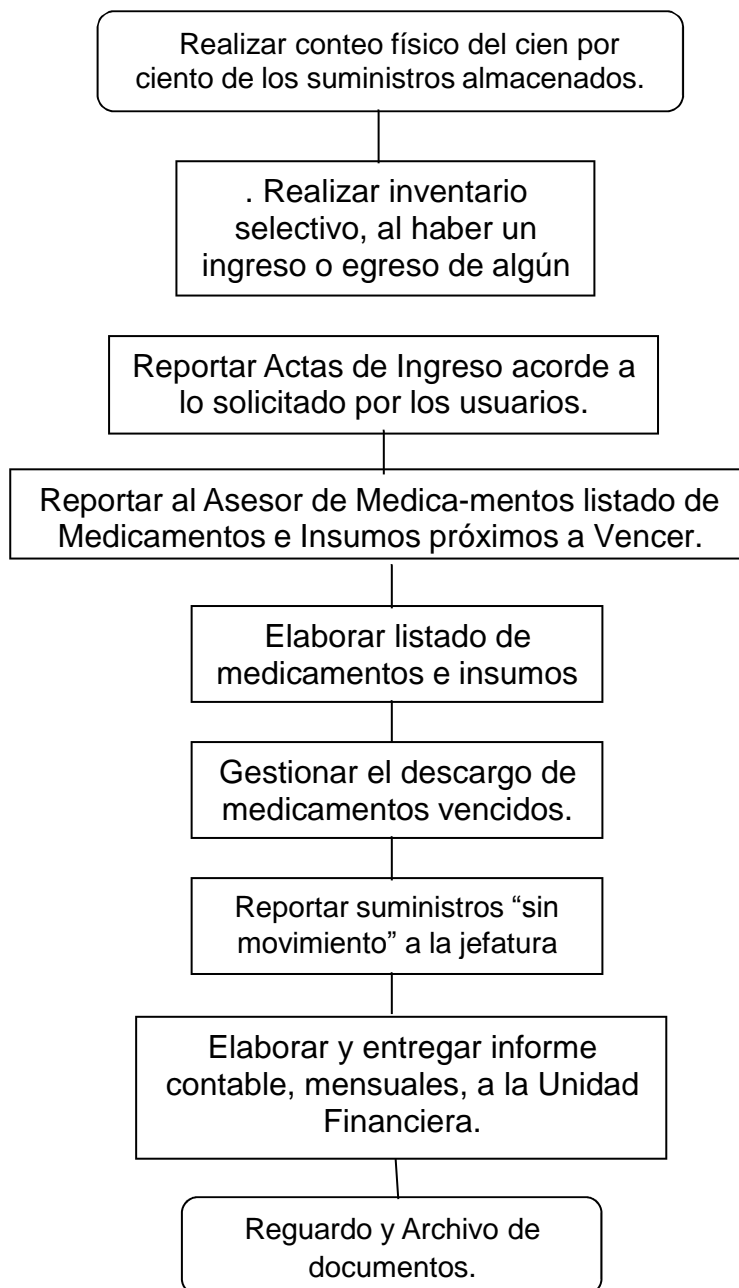 Realizar conteo físico del cien por
ciento de los suministros almacenados.
. Realizar inventario
selectivo, al haber un
ingreso o egreso de algún
Reportar Actas de Ingreso acorde a
lo solicitado por los usuarios.
Reportar al Asesor de Medica-mentos listado de
Medicamentos e Insumos próximos a Vencer.
Elaborar listado de
medicamentos e insumos
Gestionar el descargo de
medicamentos vencidos.
Reportar suministros “sin
movimiento” a la jefatura
Elaborar y entregar informe
contable, mensuales, a la Unidad
Financiera.
Reguardo y Archivo de
documentos.